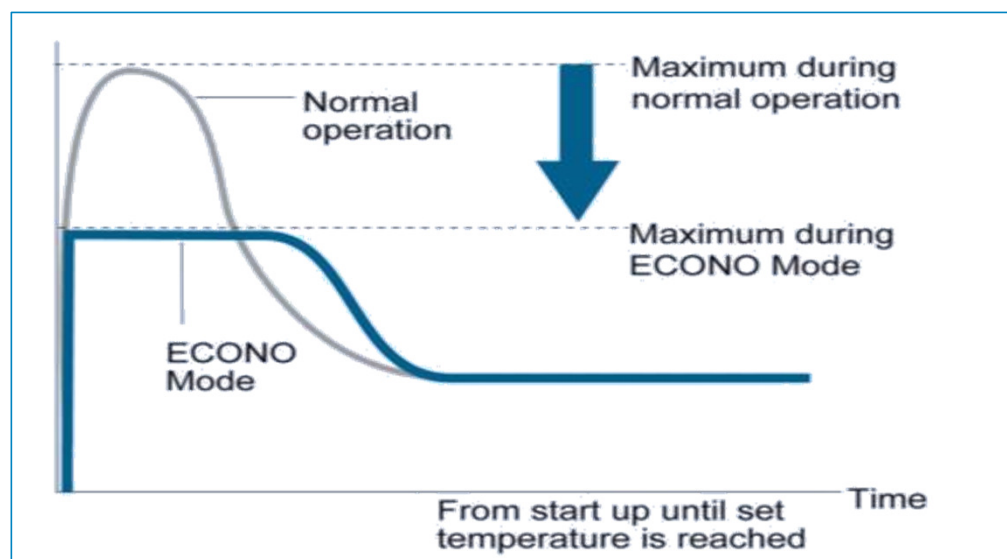 Maximum during
normal operation
Normal
operation
Maximum during
ECONO Mode
ECONO
Mode
Time
From start up until set
temperature is reached